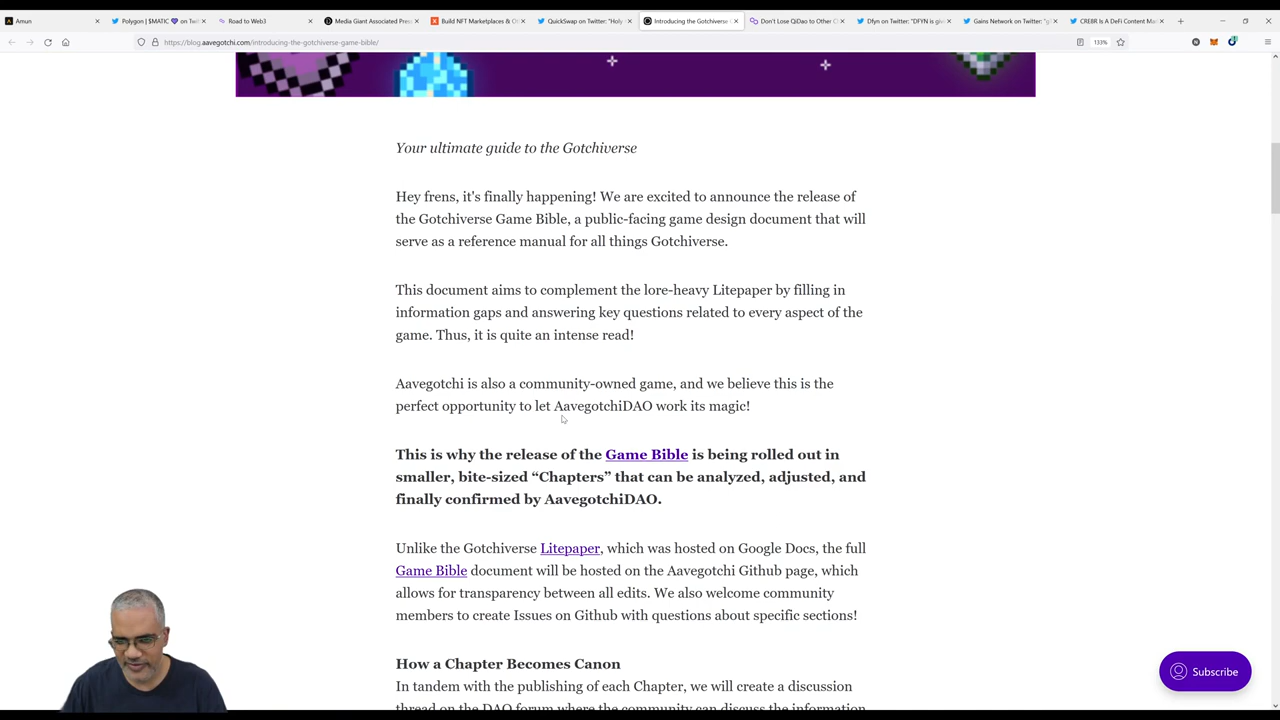 Amun
Polygon | $MATIC 💜 on Twi
Road to Web3
Media Giant Associated Pres
Build NFT Marketplaces & O
QuickSwap on Twitter: "Holy
Introducing the Gotchiverse G
Don't Lose QiDao to Other C
Dfyn on Twitter: "DFYN is giv
Gains Network on Twitter: "g
CRE8R Is A DeFi Content Ma
https://blog.aavegotchi.com/introducing-the-gotchiverse-game-bible/
133%
Your ultimate guide to the Gotchiverse
Hey frens, it's finally happening! We are excited to announce the release of
the Gotchiverse Game Bible, a public-facing game design document that will
serve as a reference manual for all things Gotchiverse.
This document aims to complement the lore-heavy Litepaper by filling in
information gaps and answering key questions related to every aspect of the
game. Thus, it is quite an intense read!
Aavegotchi is also a community-owned game, and we believe this is the
perfect opportunity to let AavegotchiDAO work its magic!
This is why the release of the Game Bible is being rolled out in
smaller, bite-sized “Chapters” that can be analyzed, adjusted, and
finally confirmed by AavegotchiDAO.
Unlike the Gotchiverse Litepaper, which was hosted on Google Docs, the full
Game Bible document will be hosted on the Aavegotchi Github page, which
allows for transparency between all edits. We also welcome community
members to create Issues on Github with questions about specific sections!
How a Chapter Becomes Canon
In tandem with the publishing of each Chapter, we will create a discussion
thread on the DAO forum where the community can discuss the information
Subscribe